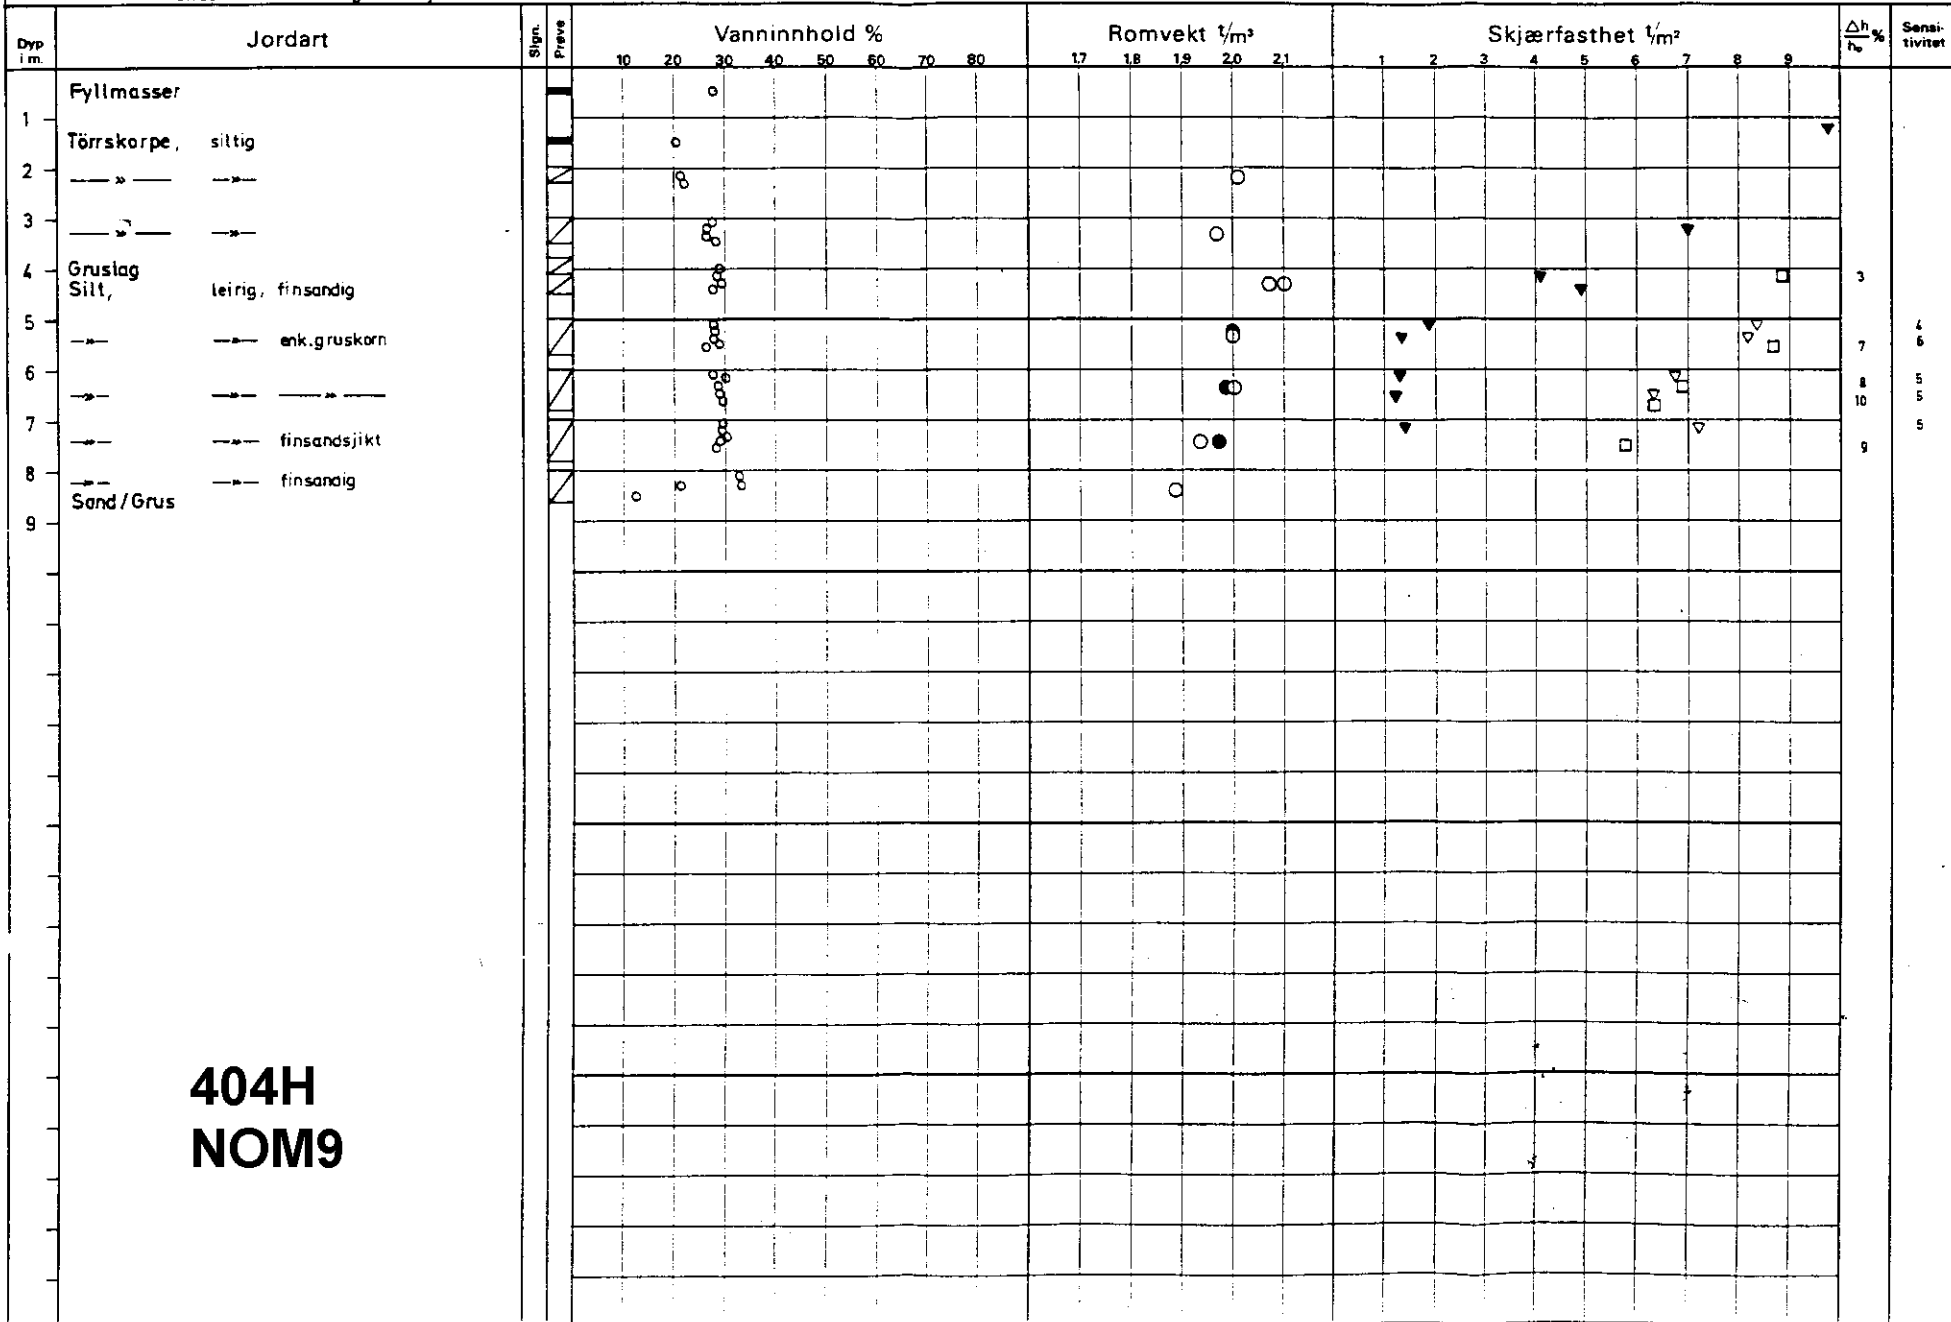 Dyp i m. Jordart Sign. Prøve Vanninnhold % Romvekt t/m³ Skjærfasthet t/m² Δh/h₀ % Sensi-tivitet
10 20 30 40 50 60 70 80 1,7 1,8 1,9 2,0 2,1 1 2 3 4 5 6 7 8 9
Fyllmasser
1
Törrskorpe, siltig
2 — » — — » —
3 — » — — » —
4 Gruslag 3
Silt, leirig, finsandig
5 4
— » — — » — enk.gruskorn 7 6
6 8 5
— » — — » — — » — 10 5
7 5
— » — — » — finsandsjikt 9
8 — » — — » — finsandig
Sand/Grus
9
404H
NOM9